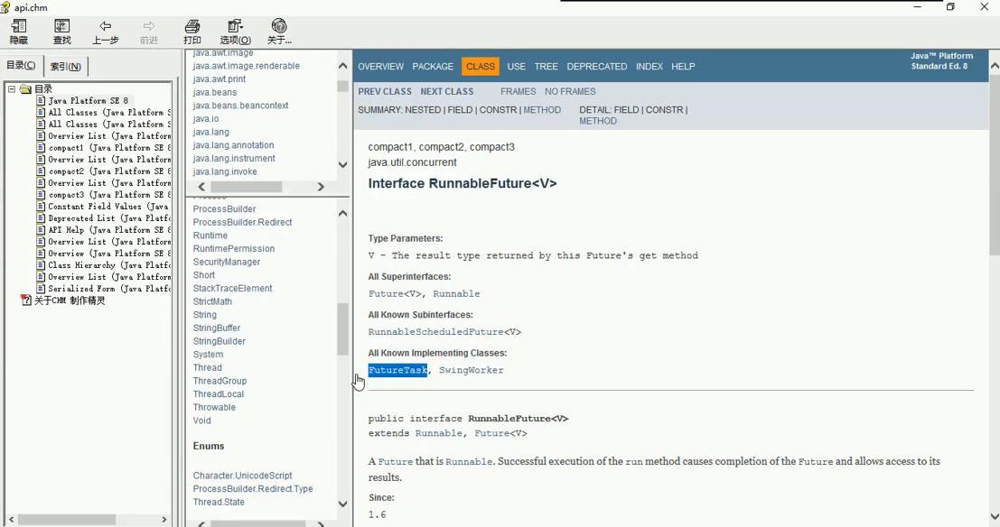 api.chm
隐藏 查找 上一步 前进 打印 选项(O) 关于...
目录(C) 索引(N)
目录
Java Platform SE 8
All Classes (Java Platform S
All Classes (Java Platform S
Overview List (Java Platform
compact1 (Java Platform SE 8
Overview List (Java Platform
compact2 (Java Platform SE 8
Overview List (Java Platform
compact3 (Java Platform SE 8
Constant Field Values (Java
Deprecated List (Java Platfo
API Help (Java Platform SE 8
Overview List (Java Platform
Overview (Java Platform SE 8
Class Hierarchy (Java Platfo
Overview List (Java Platform
Serialized Form (Java Platfo
关于CHM 制作精灵
java.awt.image
java.awt.image.renderable
java.awt.print
java.beans
java.beans.beancontext
java.io
java.lang
java.lang.annotation
java.lang.instrument
java.lang.invoke
Process
ProcessBuilder
ProcessBuilder.Redirect
Runtime
RuntimePermission
SecurityManager
Short
StackTraceElement
StrictMath
String
StringBuffer
StringBuilder
System
Thread
ThreadGroup
ThreadLocal
Throwable
Void
Enums
Character.UnicodeScript
ProcessBuilder.Redirect.Type
Thread.State
OVERVIEW PACKAGE CLASS USE TREE DEPRECATED INDEX HELP
Java™ Platform
Standard Ed. 8
PREV CLASS NEXT CLASS FRAMES NO FRAMES
SUMMARY: NESTED | FIELD | CONSTR | METHOD DETAIL: FIELD | CONSTR |
METHOD
compact1, compact2, compact3
java.util.concurrent
Interface RunnableFuture<V>
Type Parameters:
V - The result type returned by this Future's get method
All Superinterfaces:
Future<V>, Runnable
All Known Subinterfaces:
RunnableScheduledFuture<V>
All Known Implementing Classes:
FutureTask, SwingWorker
public interface RunnableFuture<V>
extends Runnable, Future<V>
A Future that is Runnable. Successful execution of the run method causes completion of the Future and allows access to its
results.
Since:
1.6